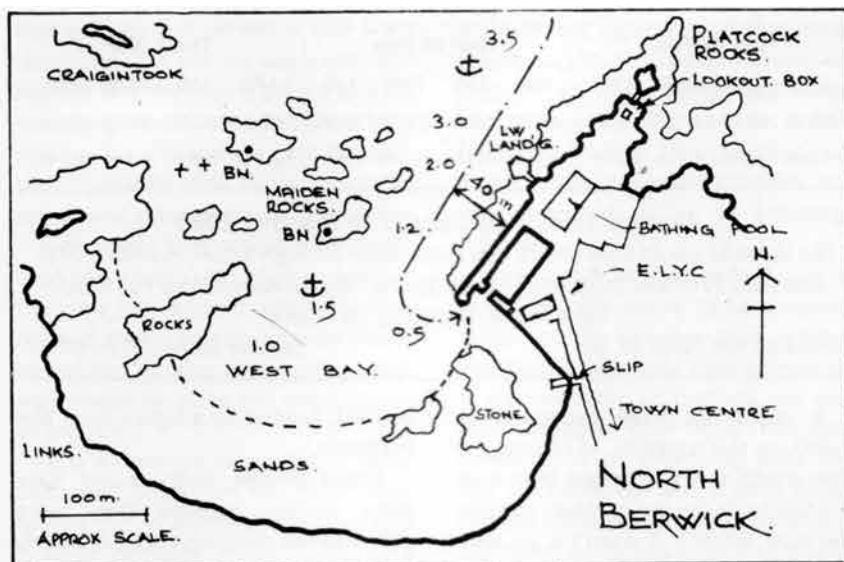 CRAIGINTOOK
3.5
PLATCOCK
ROCKS.
LOOKOUT BOX
3.0
LW
LANDG.
2.0
BN.
MAIDEN
ROCKS.
40m
1.2
BN
BATHING POOL
N.
E.L.Y.C
1.5
0.5
ROCKS
1.0
WEST BAY.
SLIP
STONE
TOWN CENTRE
LINKS.
SANDS.
NORTH
BERWICK.
100m.
APPROX SCALE.